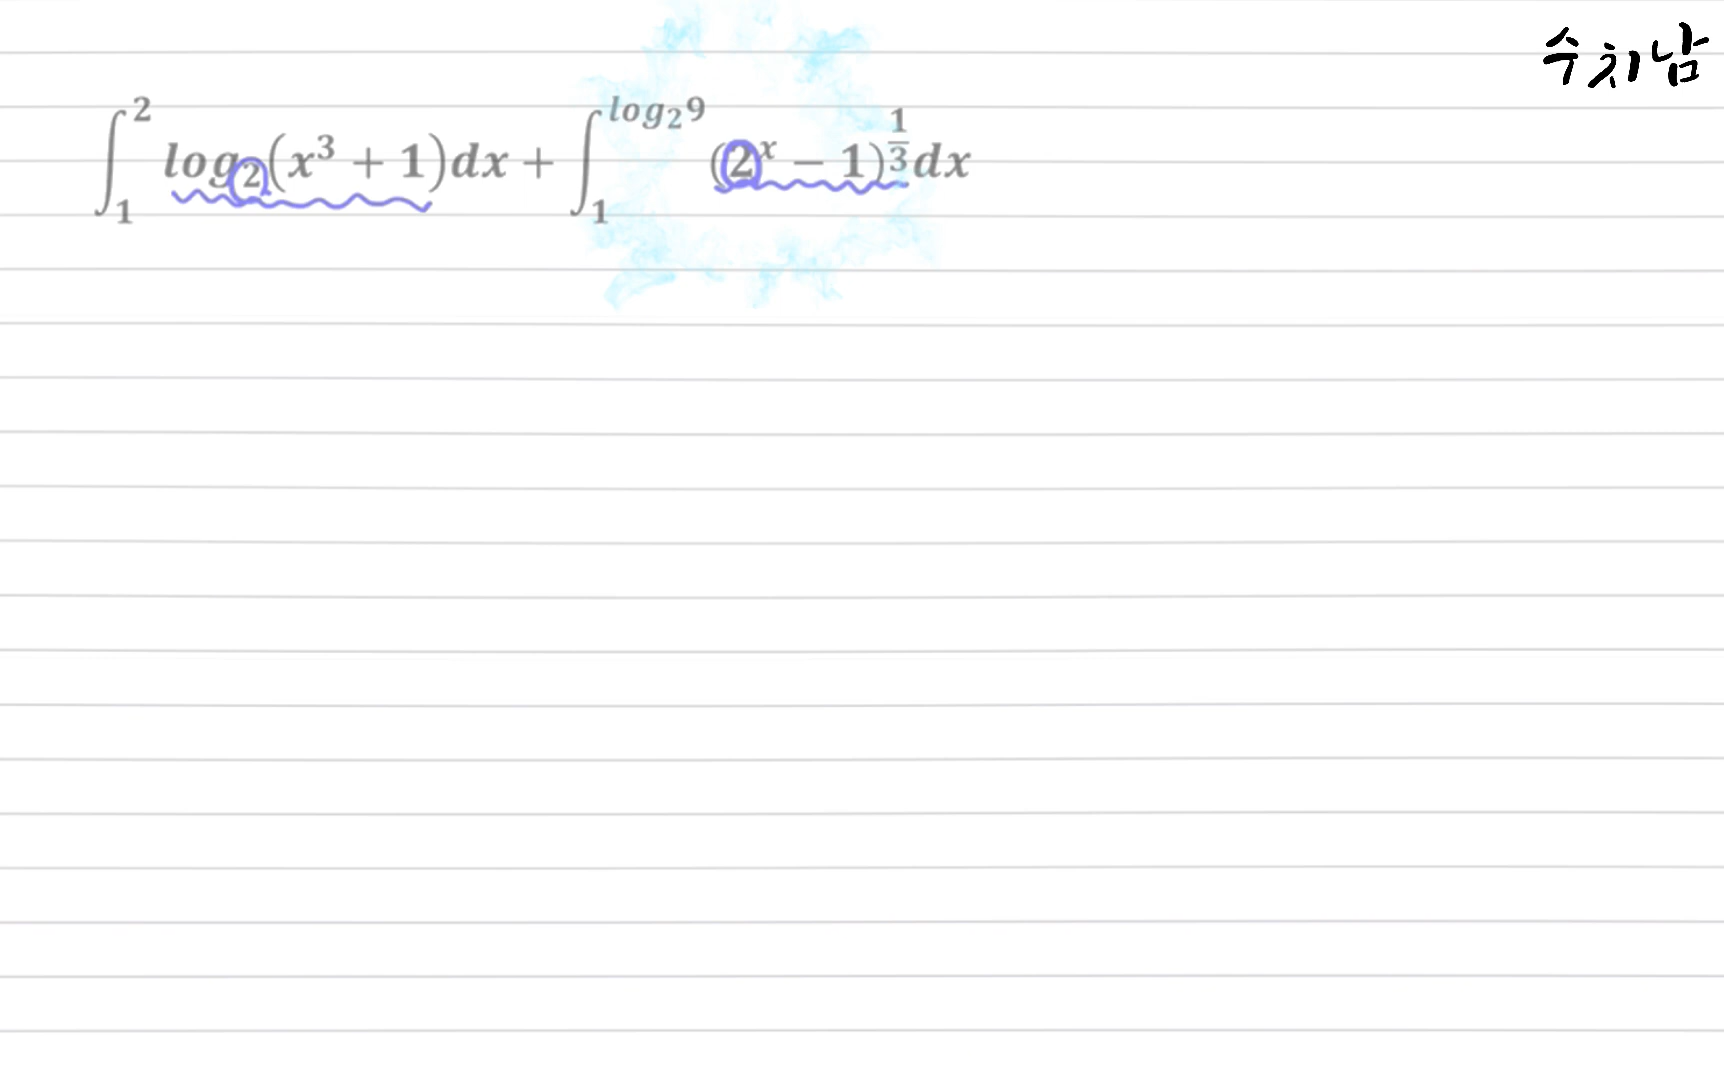 수치남
∫₁² log₂(x³ + 1)dx + ∫₁^(log₂9) (2ˣ − 1)^(1/3) dx